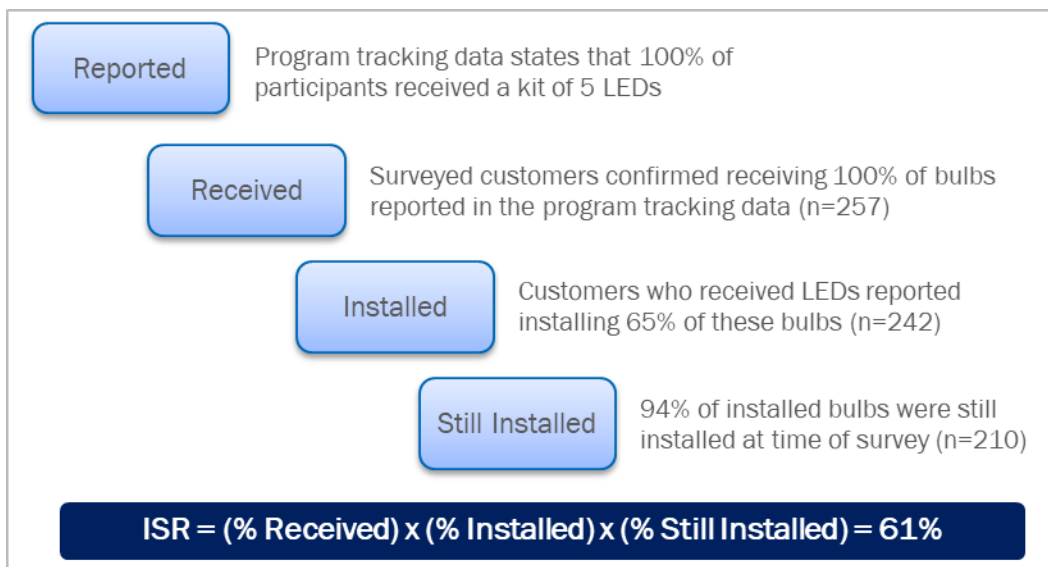 Reported
Program tracking data states that 100% of
participants received a kit of 5 LEDs
Received
Surveyed customers confirmed receiving 100% of bulbs
reported in the program tracking data (n=257)
Installed
Customers who received LEDs reported
installing 65% of these bulbs (n=242)
Still Installed
94% of installed bulbs were still
installed at time of survey (n=210)
ISR = (% Received) x (% Installed) x (% Still Installed) = 61%